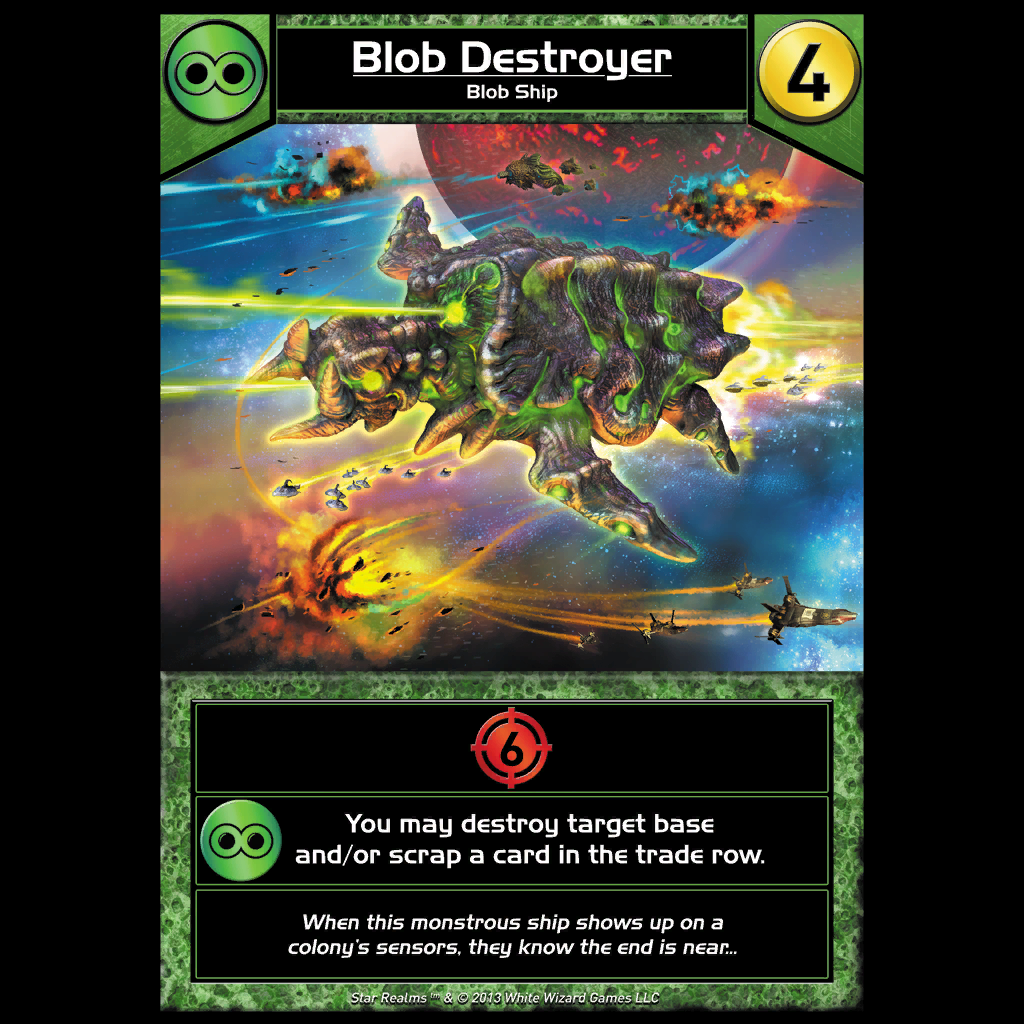 Blob Destroyer
Blob Ship
4
6
You may destroy target base
and/or scrap a card in the trade row.
When this monstrous ship shows up on a
colony's sensors, they know the end is near...
Star Realms ™ & © 2013 White Wizard Games LLC